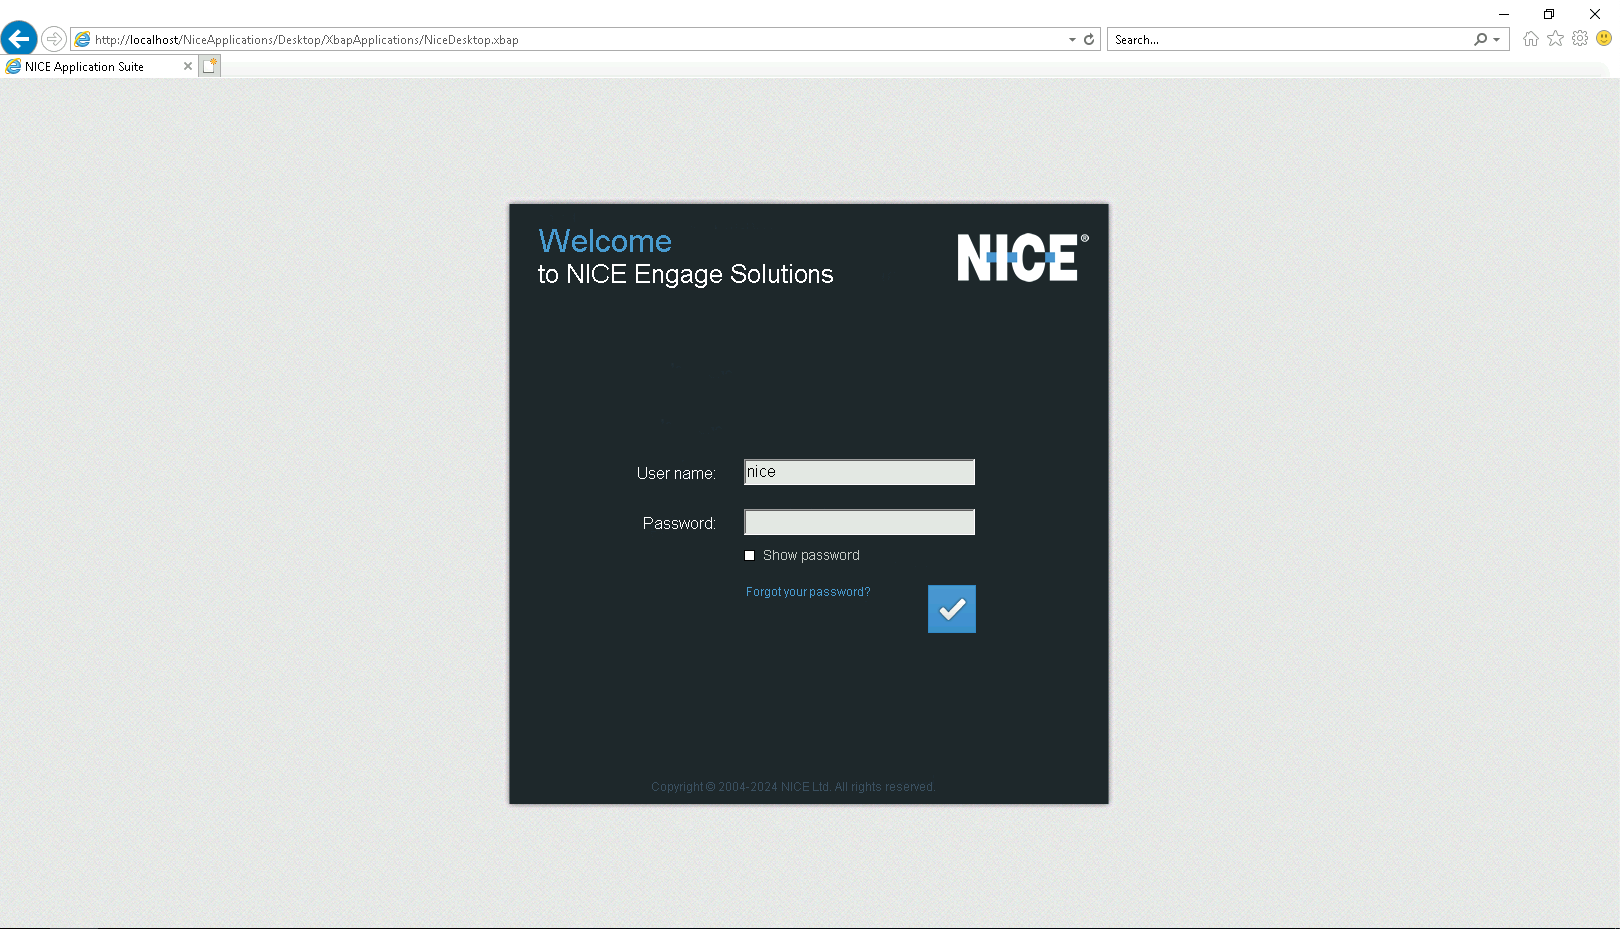 http://localhost/NiceApplications/Desktop/XbapApplications/NiceDesktop.xbap
Search...
NICE Application Suite
Welcome
to NICE Engage Solutions
NICE®
User name:
nice
Password:
Show password
Forgot your password?
Copyright © 2004-2024 NICE Ltd. All rights reserved.